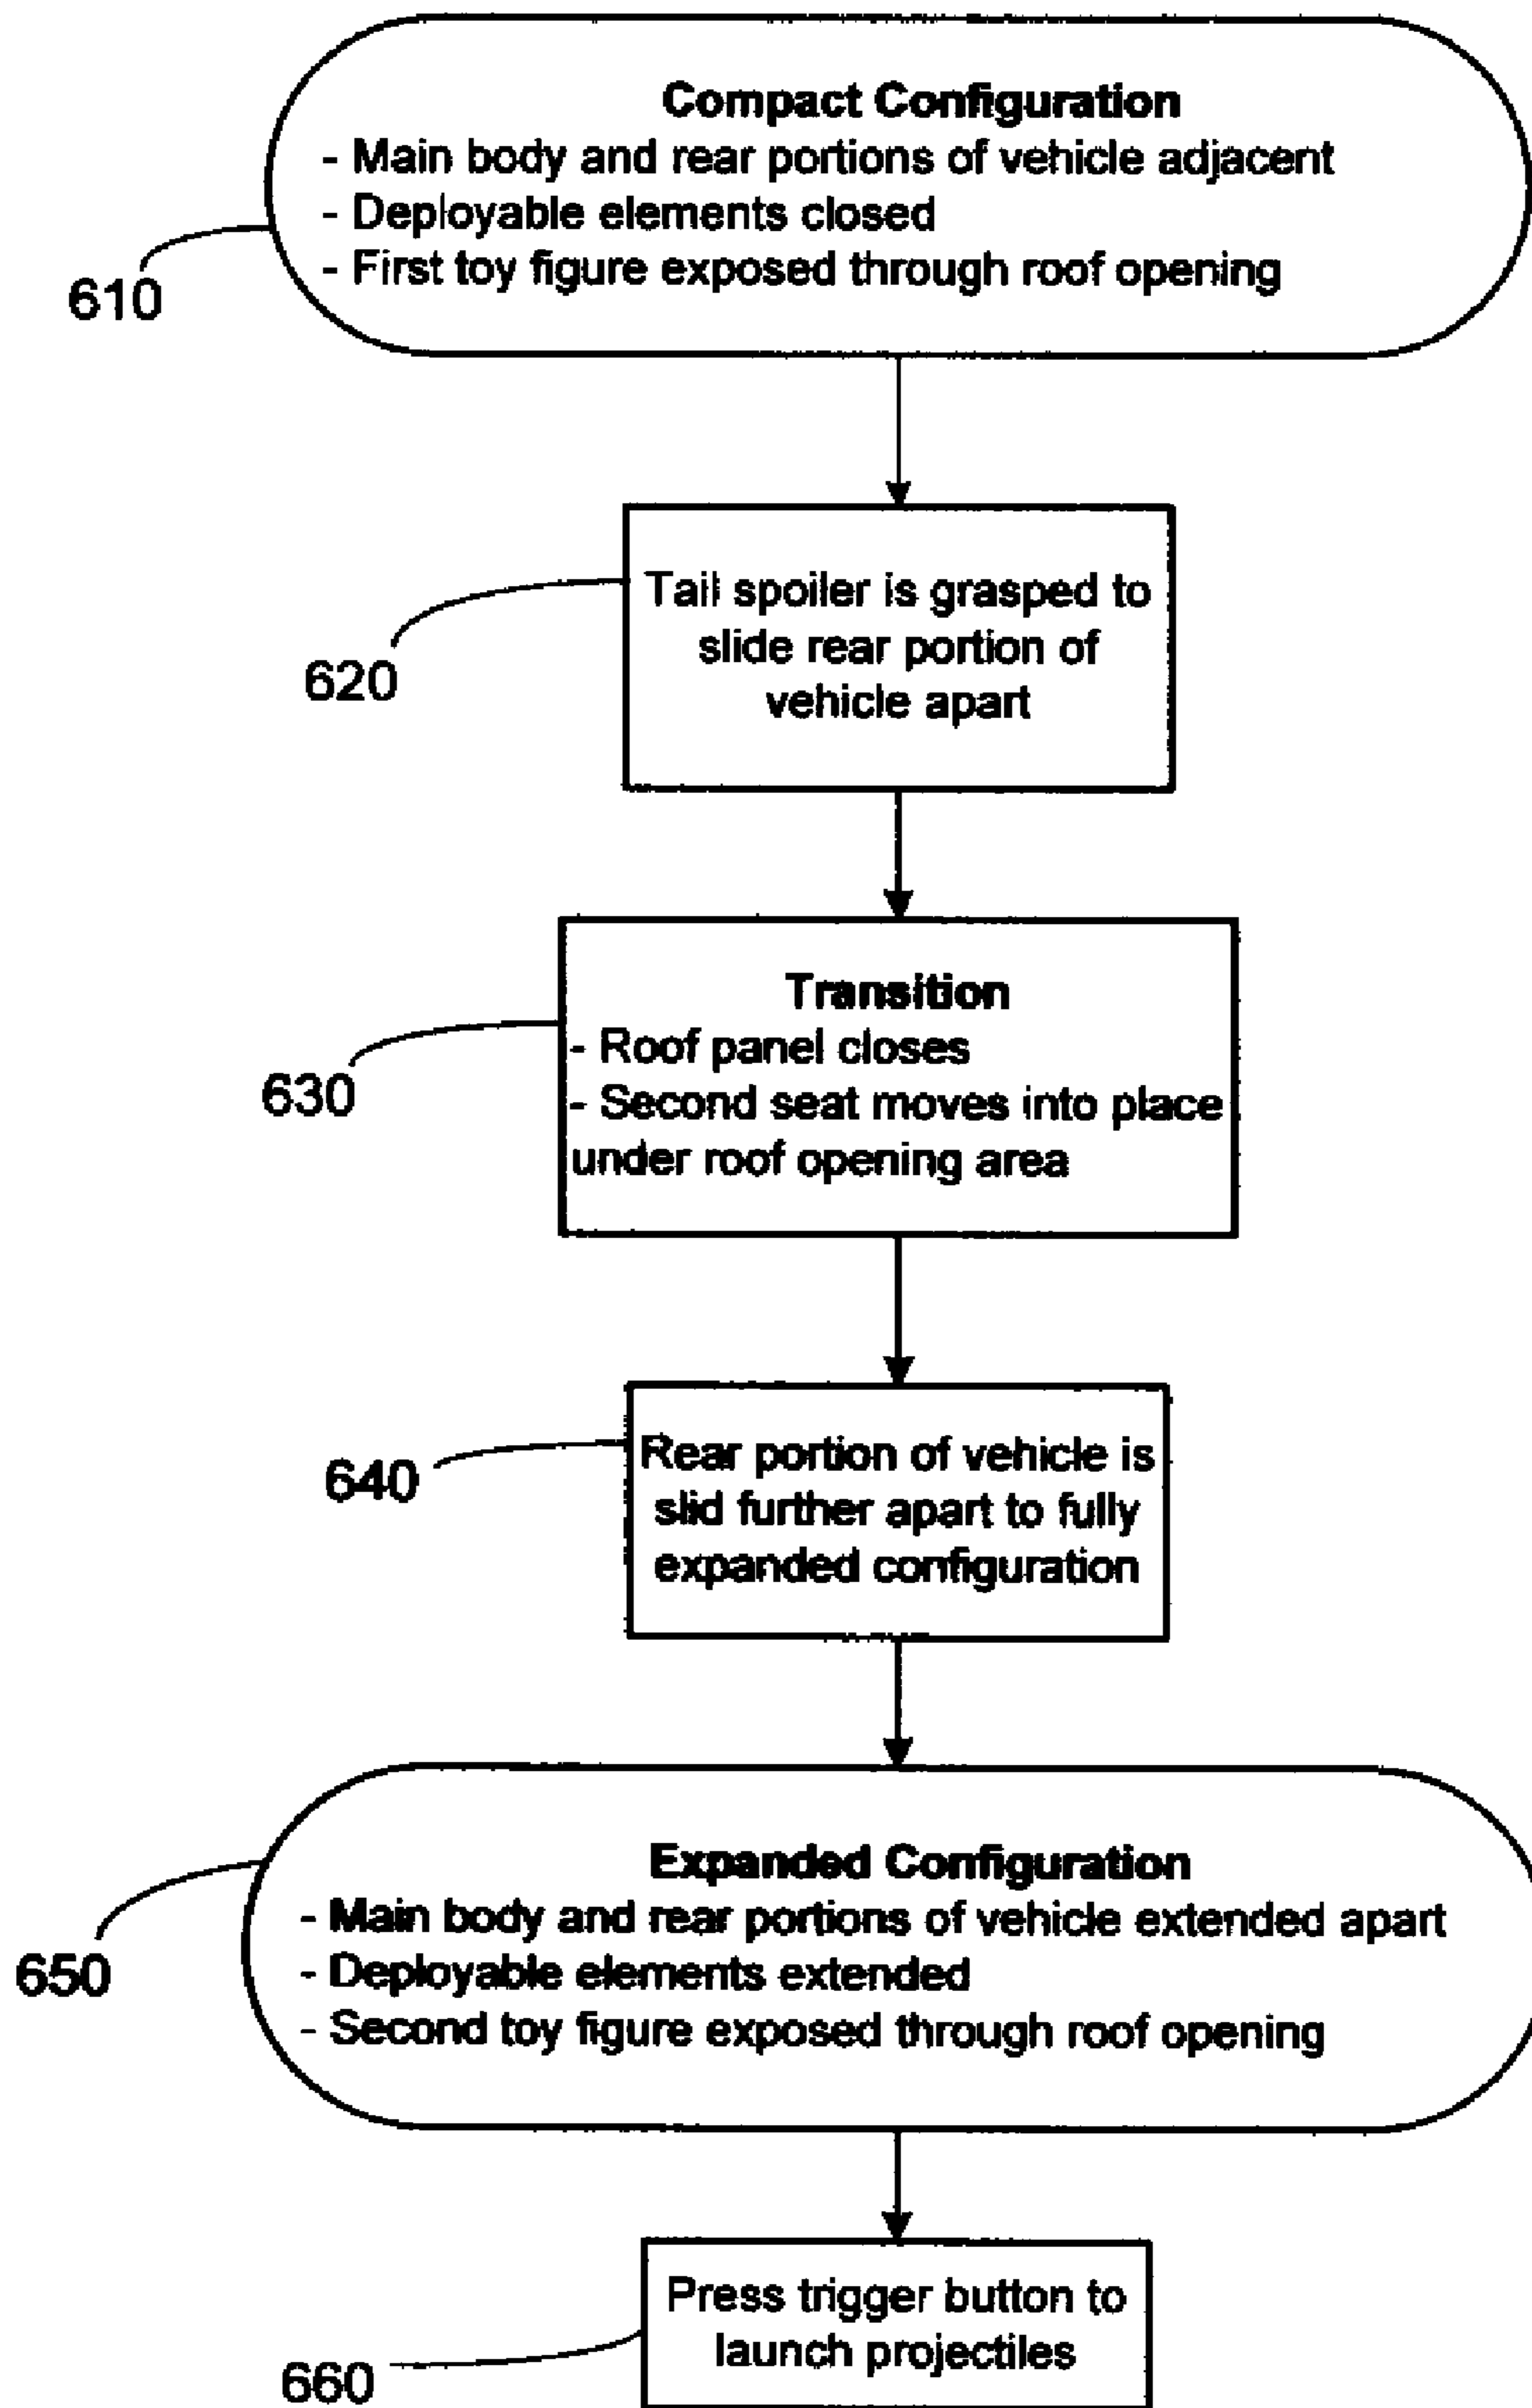 Compact Configuration
- Main body and rear portions of vehicle adjacent
- Deployable elements closed
- First toy figure exposed through roof opening
610
Tail spoiler is grasped to
slide rear portion of
vehicle apart
620
Transition
- Roof panel closes
- Second seat moves into place
under roof opening area
630
Rear portion of vehicle is
slid further apart to fully
expanded configuration
640
Expanded Configuration
- Main body and rear portions of vehicle extended apart
- Deployable elements extended
- Second toy figure exposed through roof opening
650
Press trigger button to
launch projectiles
660